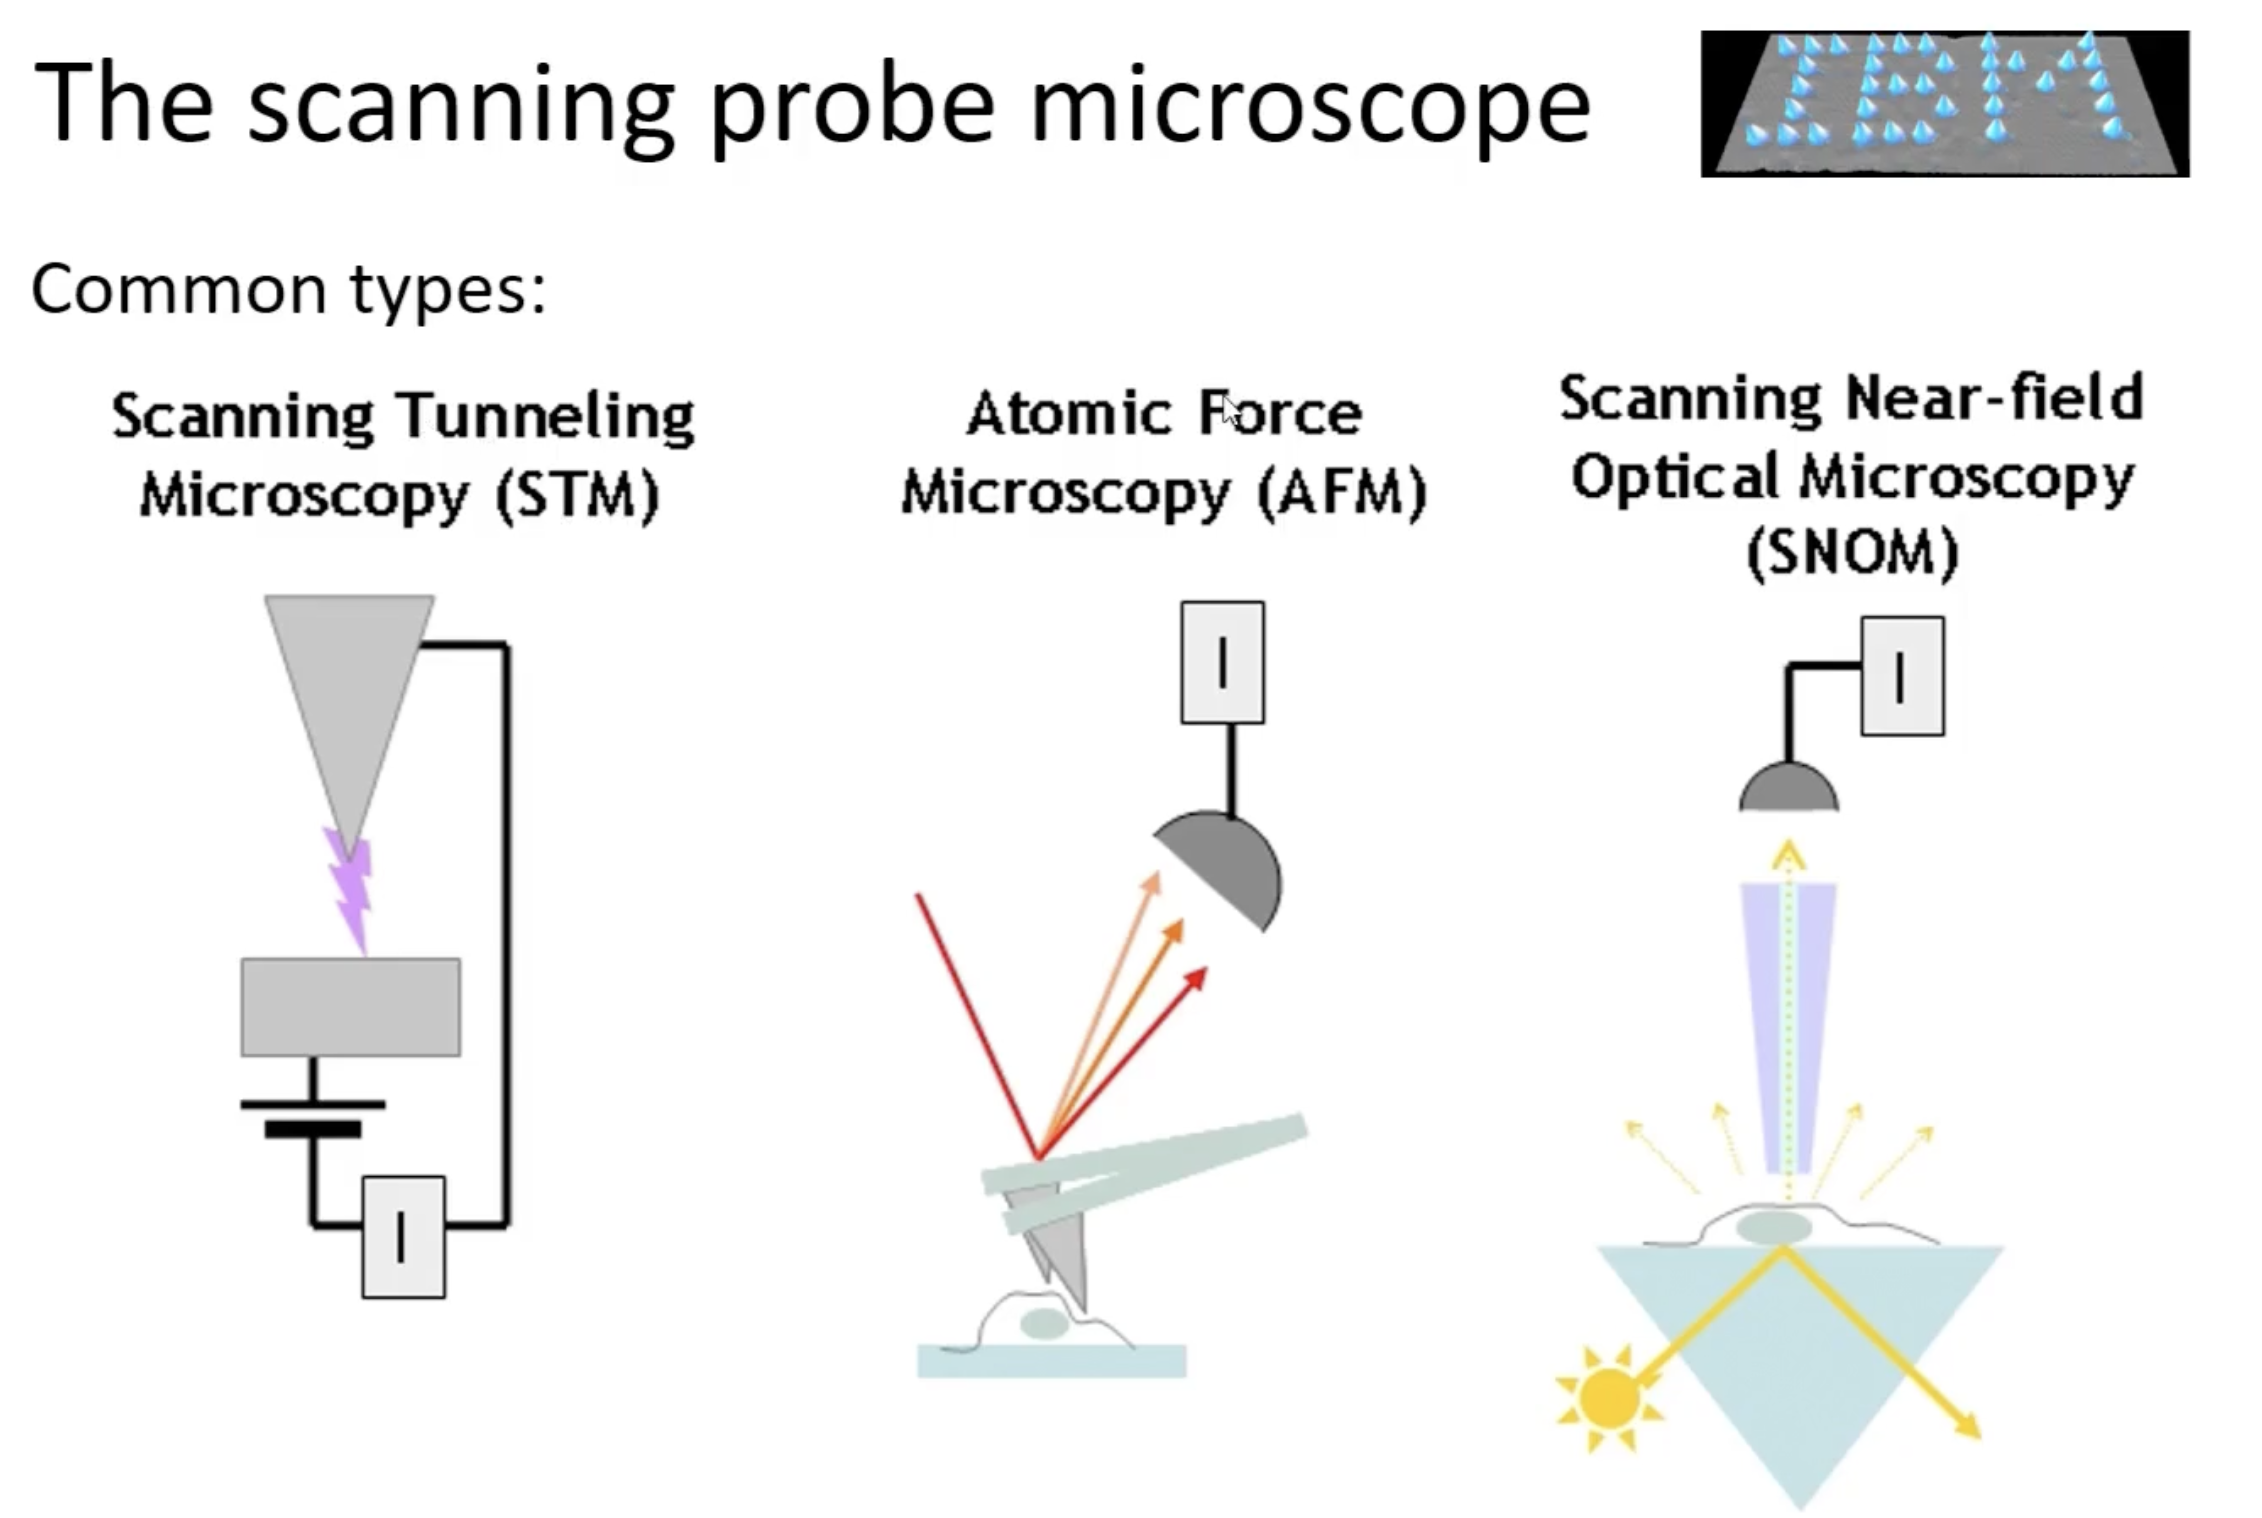 The scanning probe microscope
IBM
Common types:
Scanning Tunneling
Microscopy (STM)
Atomic Force
Microscopy (AFM)
Scanning Near-field
Optical Microscopy
(SNOM)
I
I
I